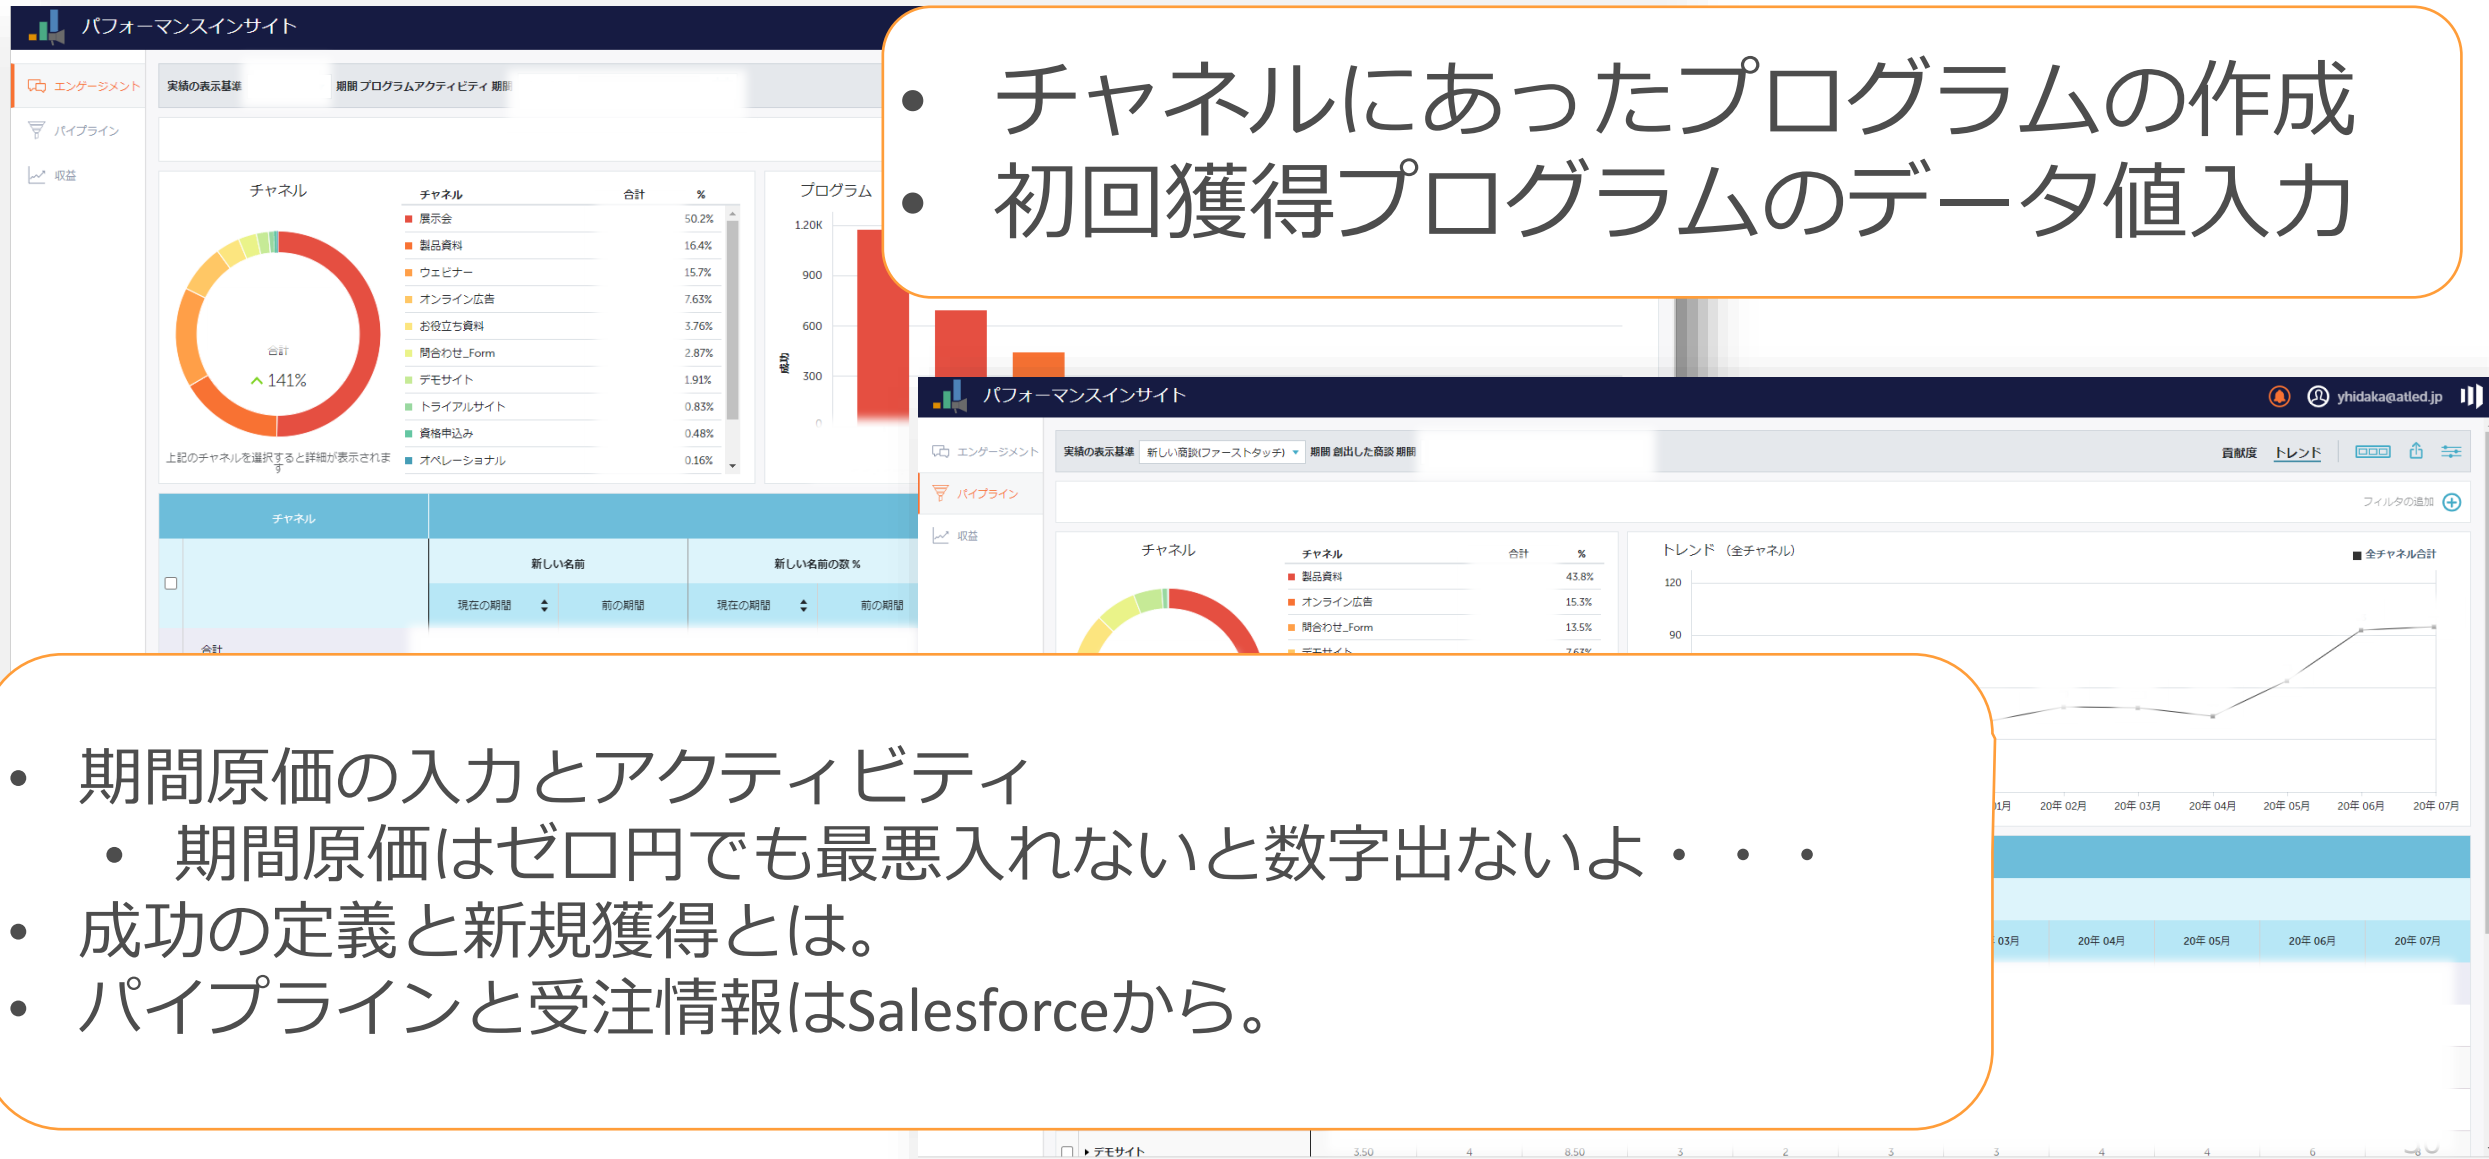 パフォーマンスインサイト
エンゲージメント
パイプライン
収益
実績の表示基準
期間 プログラムアクティビティ 期間
チャネル
チャネル 合計 %
展示会 50.2%
製品資料 16.4%
ウェビナー 15.7%
オンライン広告 7.63%
お役立ち資料 3.76%
問合わせ_Form 2.87%
デモサイト 1.91%
トライアルサイト 0.83%
資格申込み 0.48%
オペレーショナル 0.16%
合計
141%
上記のチャネルを選択すると詳細が表示されます
プログラム
1.20K
900
600
300
0
成功
チャネル
新しい名前 新しい名前の数 %
現在の期間 前の期間 現在の期間 前の期間
合計
• チャネルにあったプログラムの作成
• 初回獲得プログラムのデータ値入力
パフォーマンスインサイト
yhidaka@atled.jp
エンゲージメント
パイプライン
収益
実績の表示基準 新しい商談(ファーストタッチ) 期間 創出した商談 期間
貢献度 トレンド
フィルタの追加
チャネル
チャネル 合計 %
製品資料 43.8%
オンライン広告 15.3%
問合わせ_Form 13.5%
デモサイト 7.63%
トレンド （全チャネル）
全チャネル合計
120
90
20年 02月 20年 03月 20年 04月 20年 05月 20年 06月 20年 07月
03月 20年 04月 20年 05月 20年 06月 20年 07月
• 期間原価の入力とアクティビティ
• 期間原価はゼロ円でも最悪入れないと数字出ないよ・・・
• 成功の定義と新規獲得とは。
• パイプラインと受注情報はSalesforceから。
デモサイト 3.50 4 8.50 3 2 3 3 4 4 6